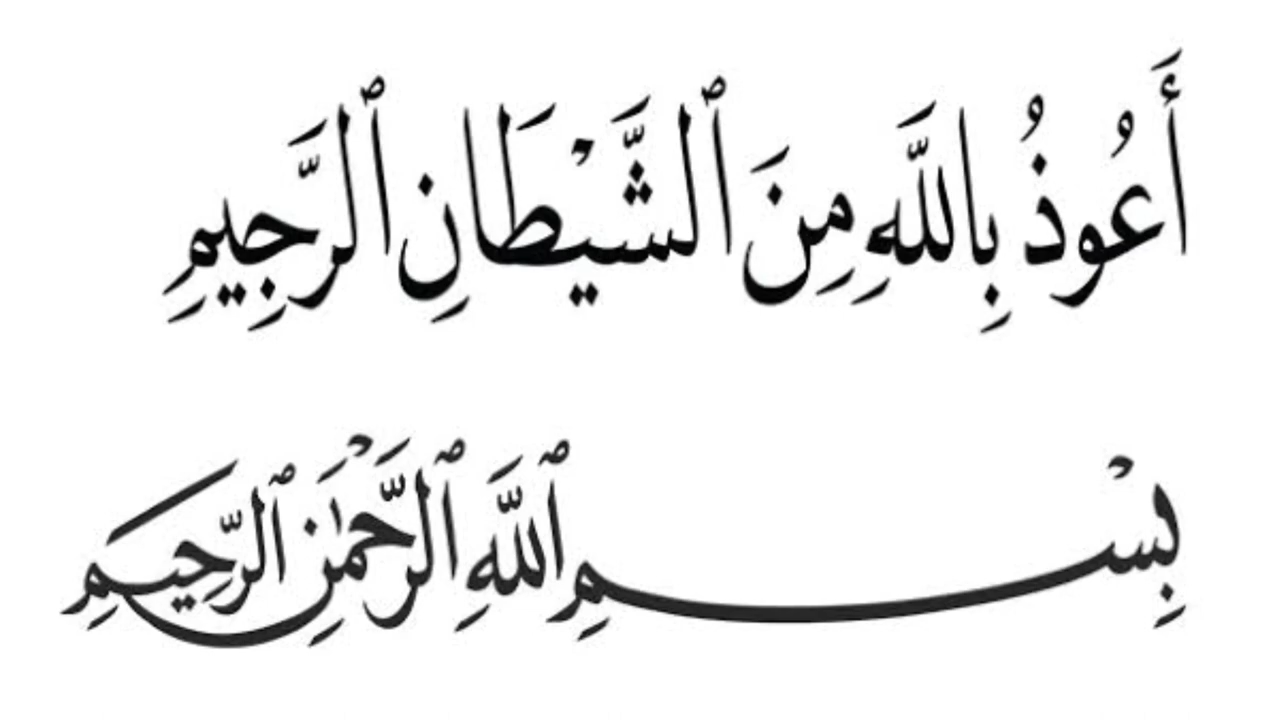 أَعُوذُ بِاللَّهِ مِنَ ٱلشَّيْطَانِ ٱلرَّجِيمِ
بِسْمِ ٱللَّهِ ٱلرَّحْمَٰنِ ٱلرَّحِيمِ